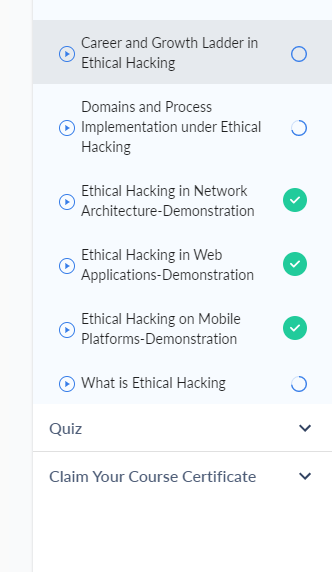 Career and Growth Ladder in
Ethical Hacking
Domains and Process
Implementation under Ethical
Hacking
Ethical Hacking in Network
Architecture-Demonstration
Ethical Hacking in Web
Applications-Demonstration
Ethical Hacking on Mobile
Platforms-Demonstration
What is Ethical Hacking
Quiz
Claim Your Course Certificate